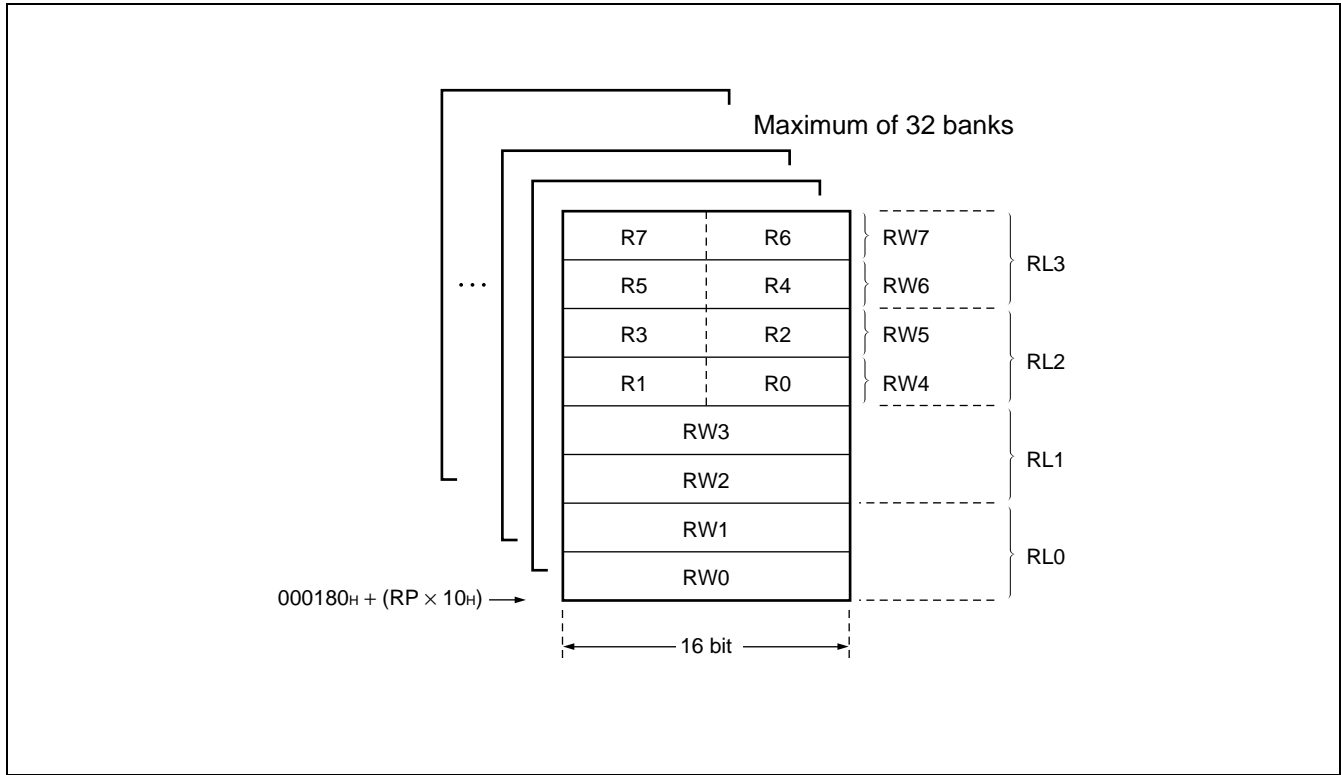 Maximum of 32 banks
R7 R6 RW7
RL3
... R5 R4 RW6
R3 R2 RW5
RL2
R1 R0 RW4
RW3
RL1
RW2
RW1
RL0
RW0
000180H + (RP × 10H)
16 bit